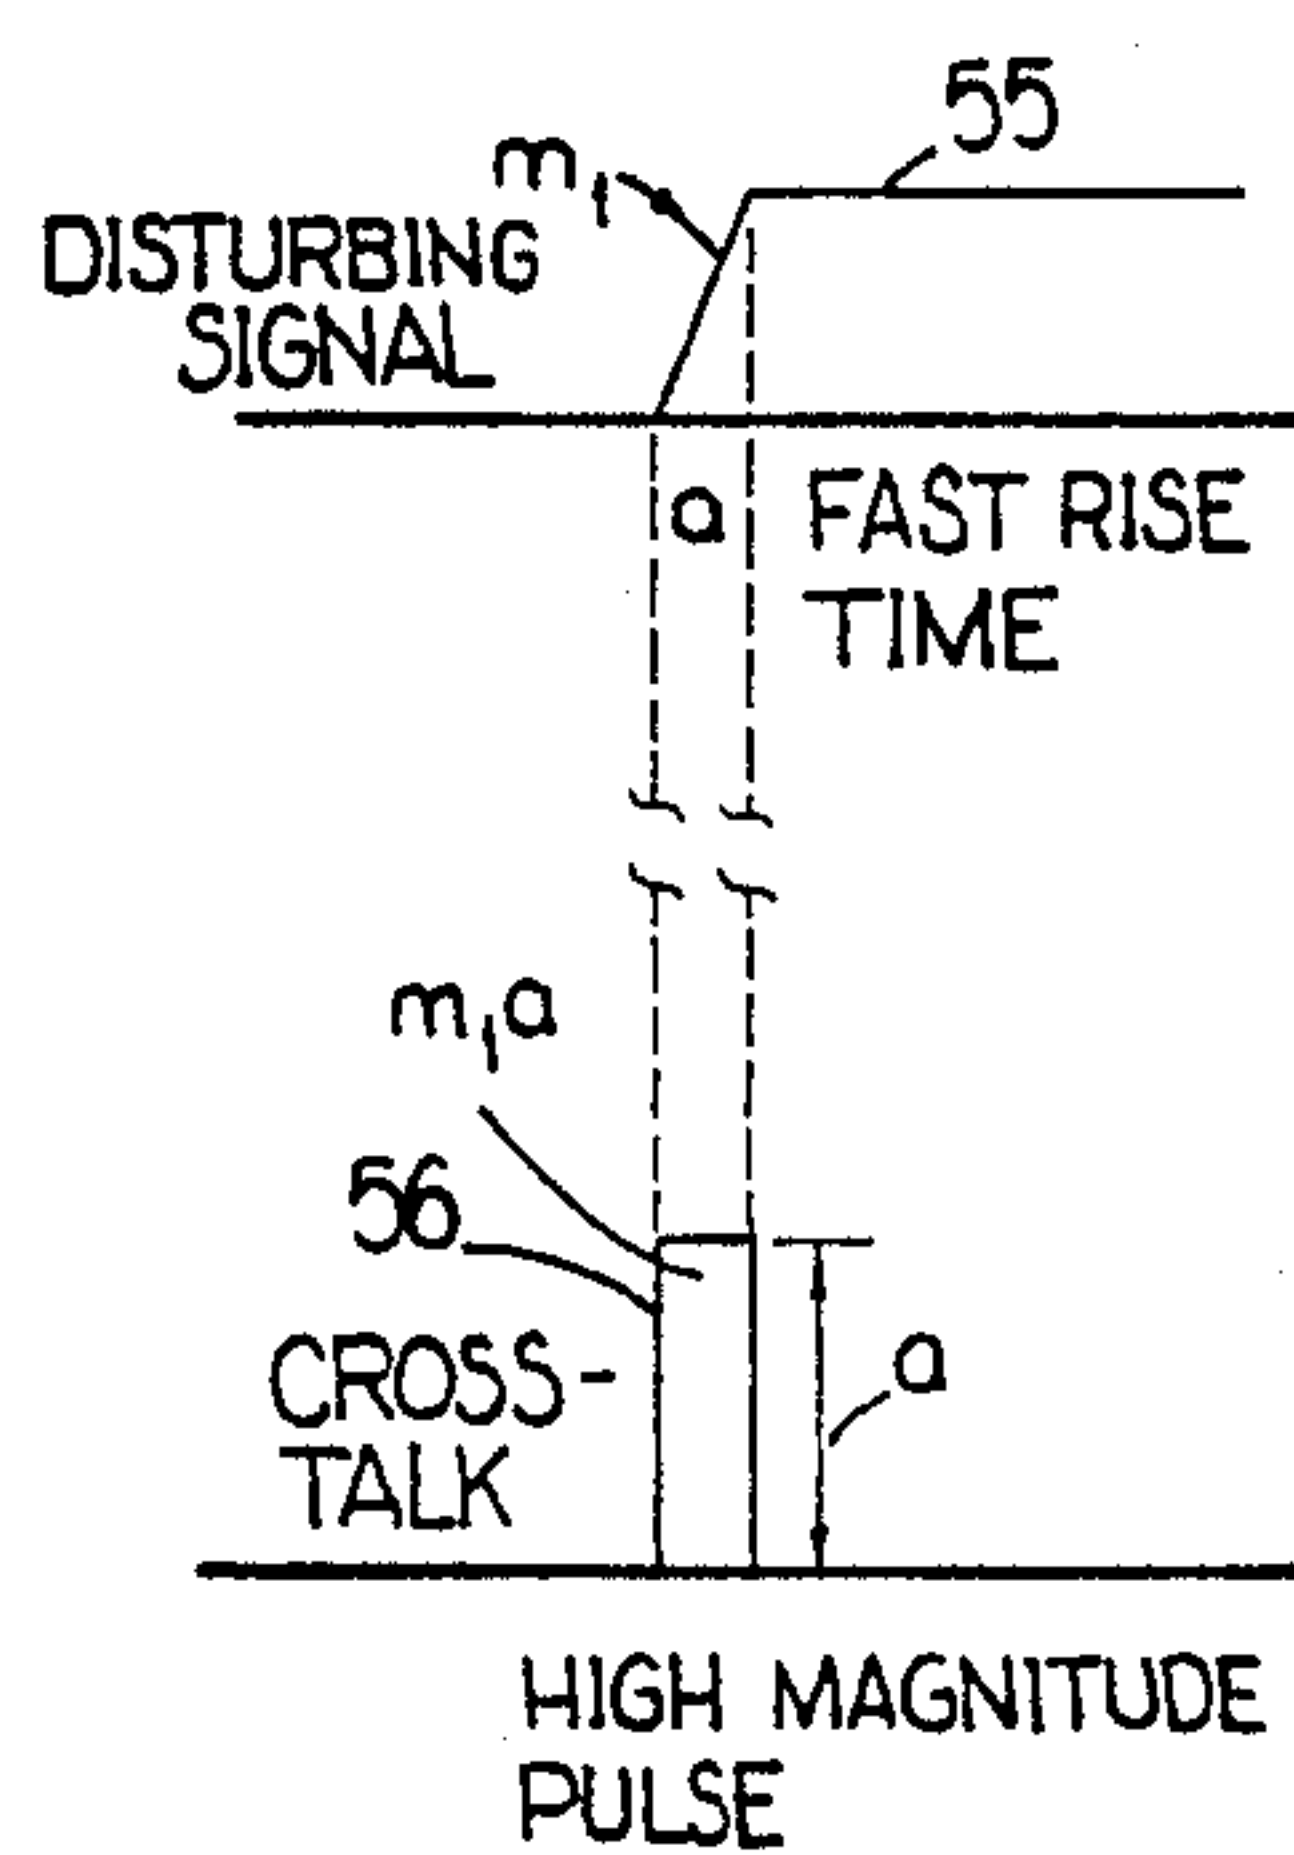 55
m₁
DISTURBING
SIGNAL
a
FAST RISE
TIME
m₁a
56
CROSS-
TALK
a
HIGH MAGNITUDE
PULSE